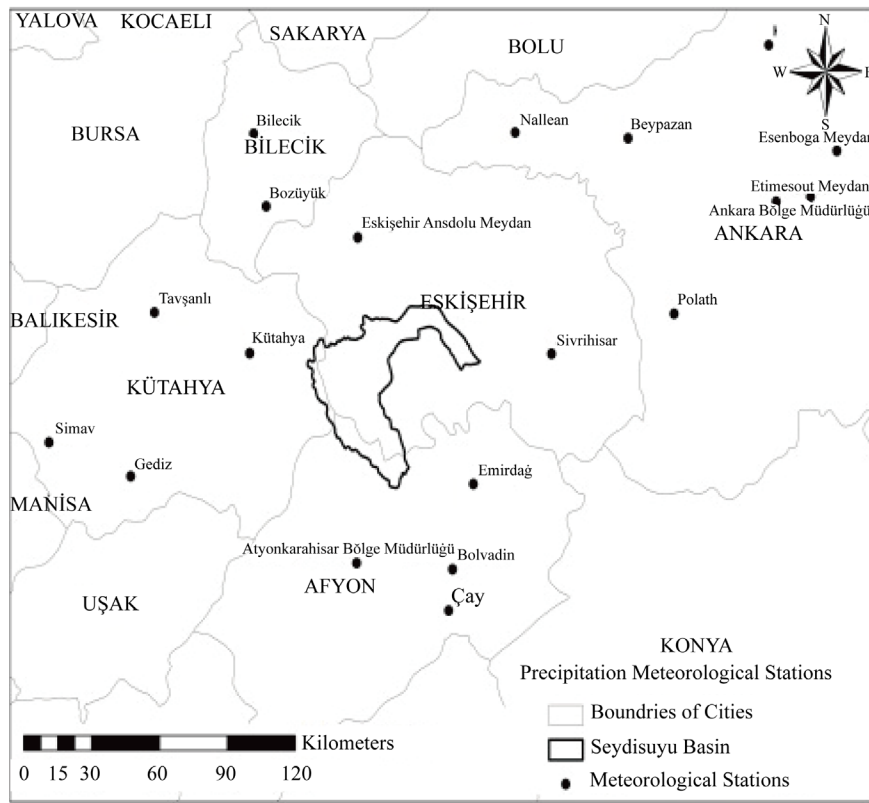 YALOVA KOCAELI
SAKARYA
BOLU
N
W E
S
BURSA
Bilecik
BİLECİK
Nallean
Beypazan
Esenboga Meydan
Bozüyük
Etimesout Meydan
Ankara Bölge Müdürlüğü
ANKARA
Eskişehir Ansdolu Meydan
Tavşanlı
ESKİŞEHİR
Polath
BALIKESİR
Kütahya
Sivrihisar
KÜTAHYA
Simav
Gediz
Emirdağ
MANİSA
Atyonkarahisar Bölge Müdürlüğü
Bolvadin
AFYON
Çay
UŞAK
KONYA
Precipitation Meteorological Stations
Boundries of Cities
Seydisuyu Basin
Meteorological Stations
Kilometers
0 15 30 60 90 120